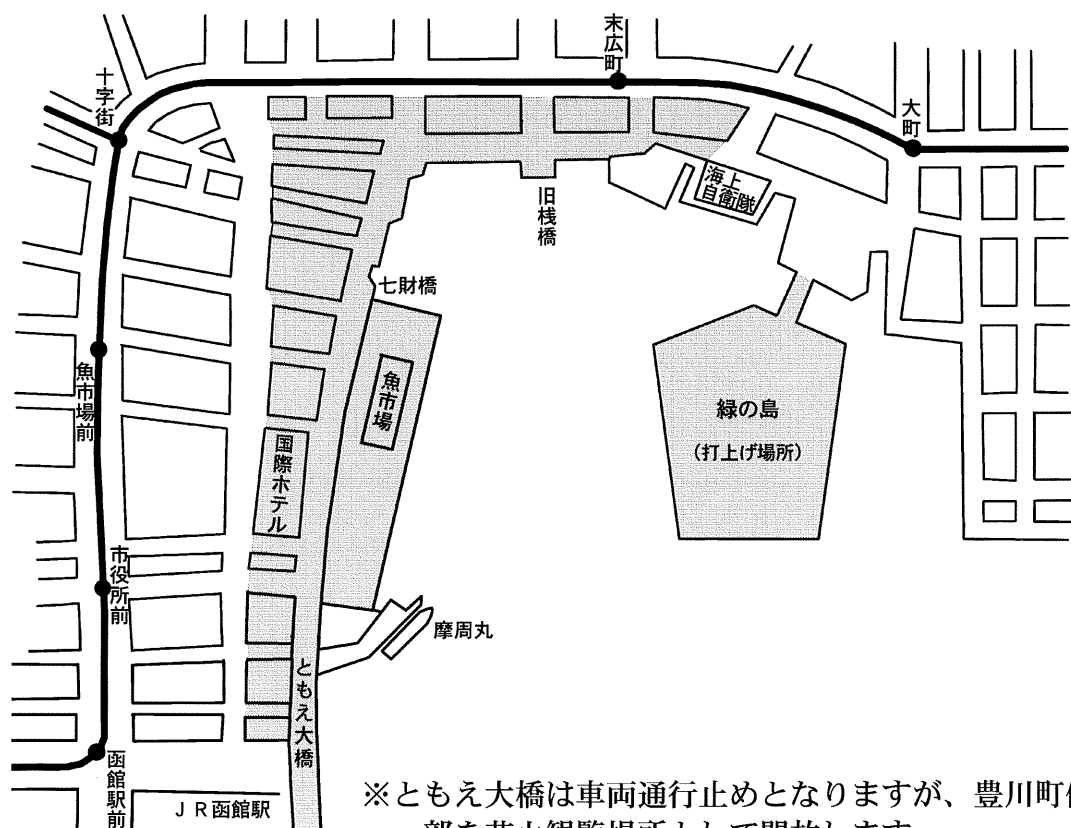 末広町
十字街
大町
海上
自衛隊
旧桟橋
七財橋
魚市場
緑の島
(打上げ場所)
魚市場前
国際ホテル
市役所前
摩周丸
ともえ大橋
函館駅前
JR函館駅
※ともえ大橋は車両通行止めとなりますが、豊川町